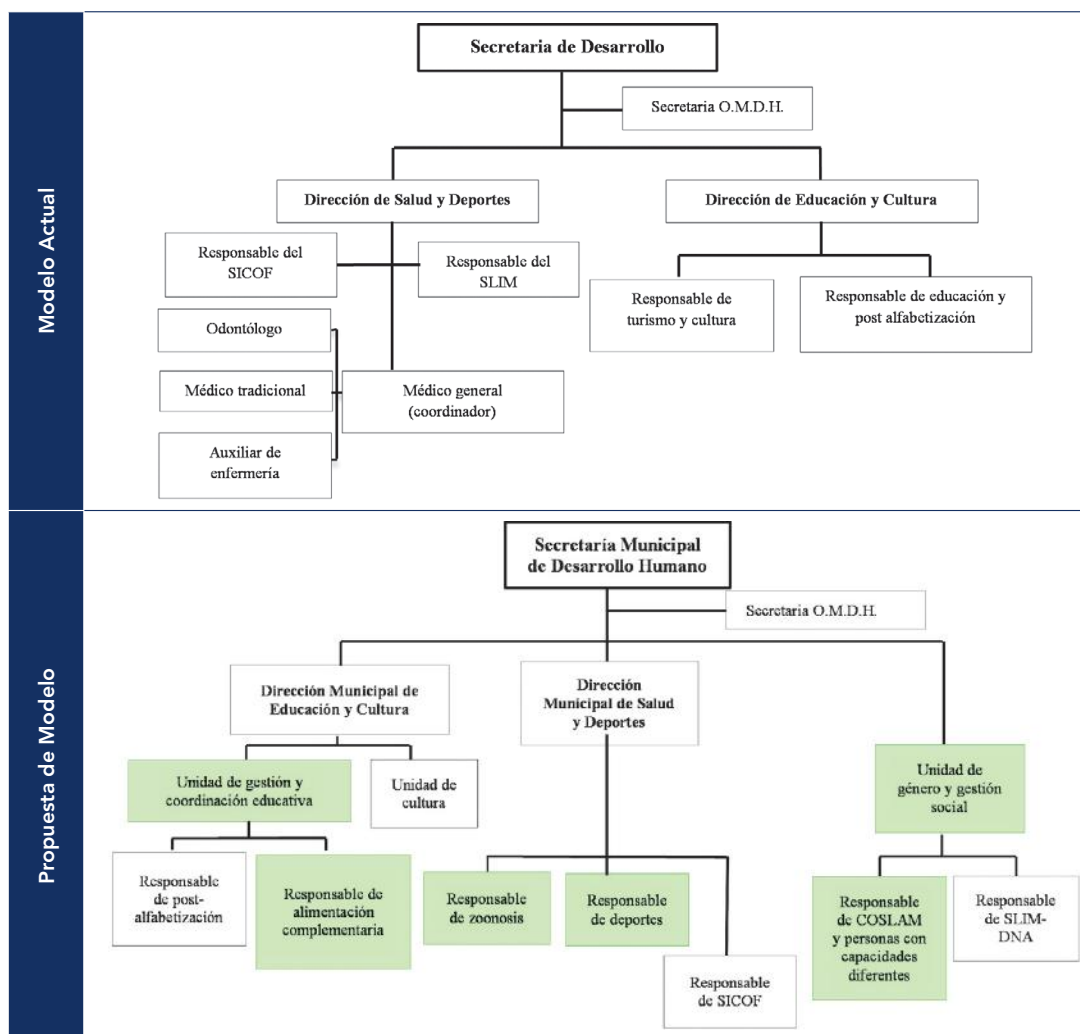 Modelo Actual
Secretaria de Desarrollo
Secretaria O.M.D.H.
Dirección de Salud y Deportes
Dirección de Educación y Cultura
Responsable del
SICOF
Responsable del
SLIM
Responsable de
turismo y cultura
Responsable de educación y
post alfabetización
Odontólogo
Médico tradicional
Médico general
(coordinador)
Auxiliar de
enfermería
Propuesta de Modelo
Secretaría Municipal
de Desarrollo Humano
Secretaria O.M.D.H.
Dirección Municipal de
Educación y Cultura
Dirección
Municipal de Salud
y Deportes
Unidad de gestión y
coordinación educativa
Unidad de
cultura
Unidad de
género y gestión
social
Responsable
de post-
alfabetización
Responsable de
alimentación
complementaria
Responsable
de zoonosis
Responsable
de deportes
Responsable
de SICOF
Responsable
de COSLAM
y personas con
capacidades
diferentes
Responsable
de SLIM-
DNA